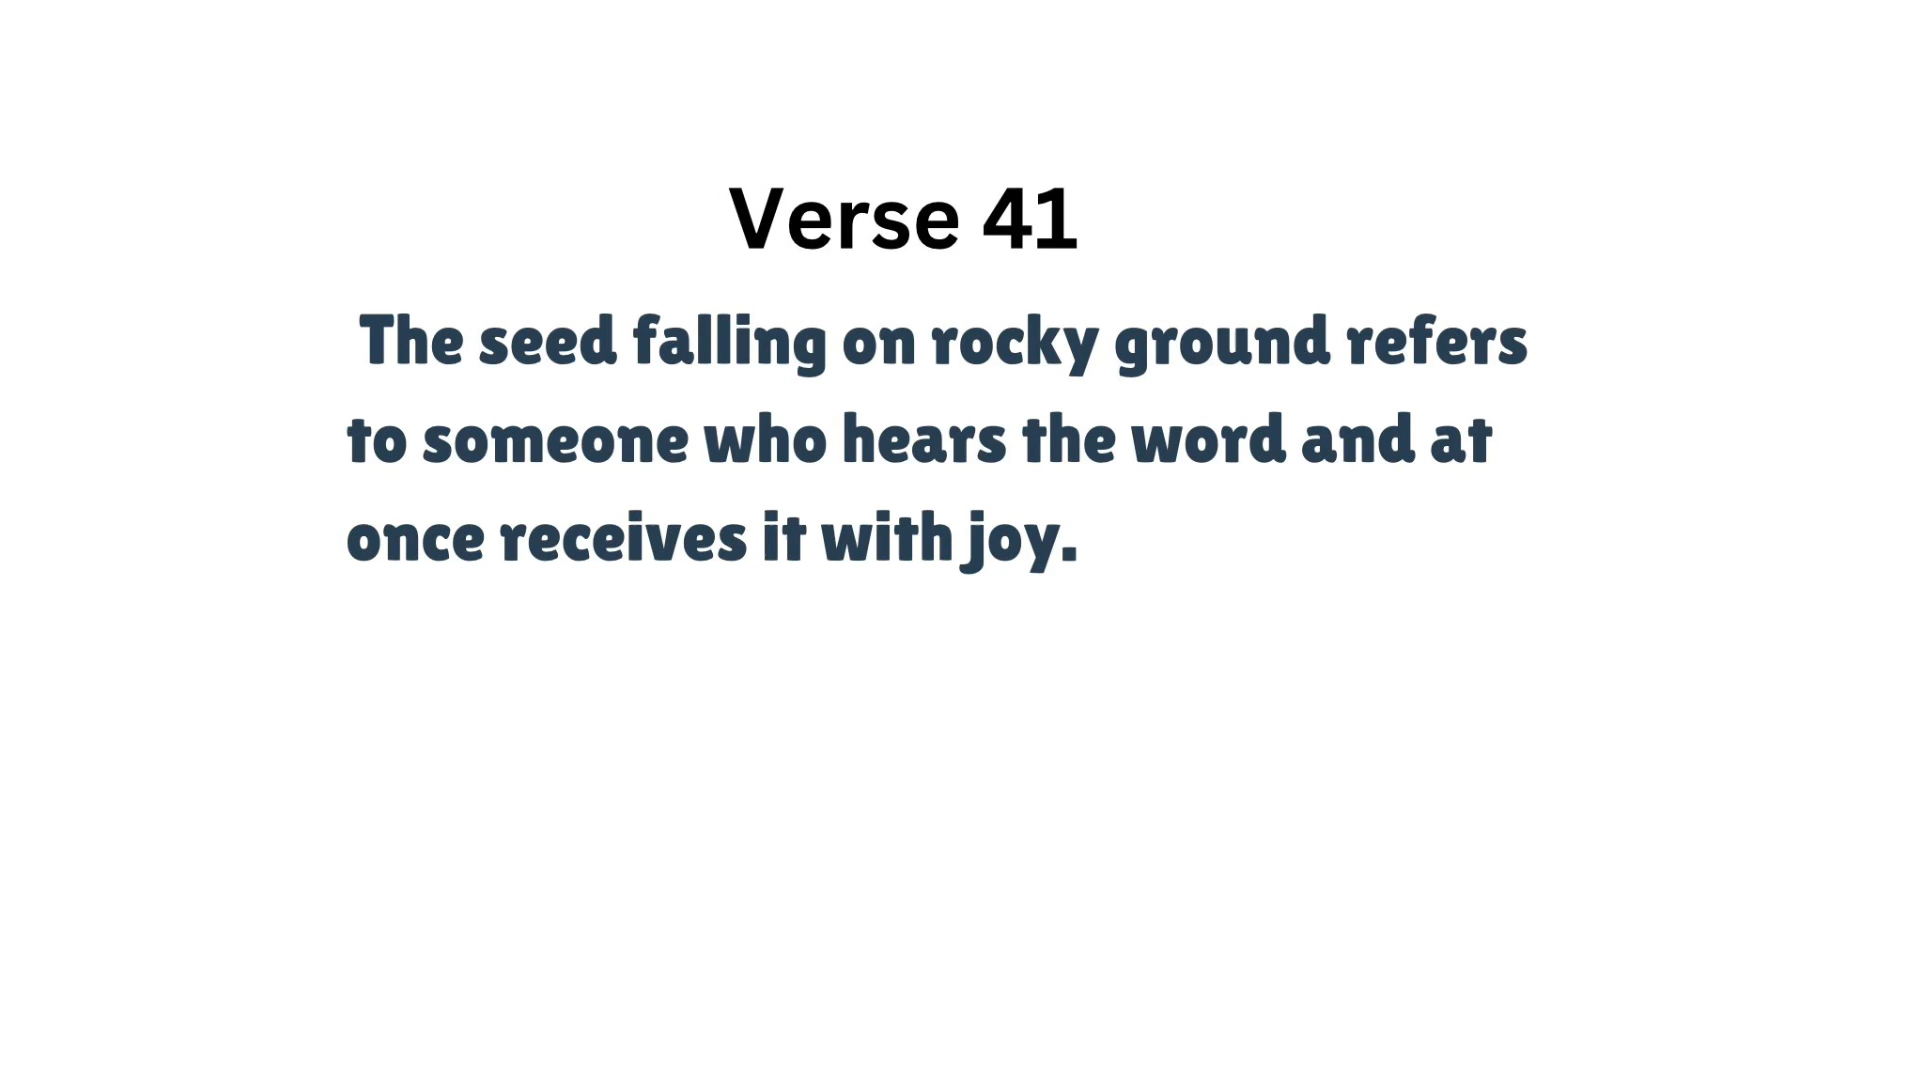 Verse 41
The seed falling on rocky ground refers
to someone who hears the word and at
once receives it with joy.